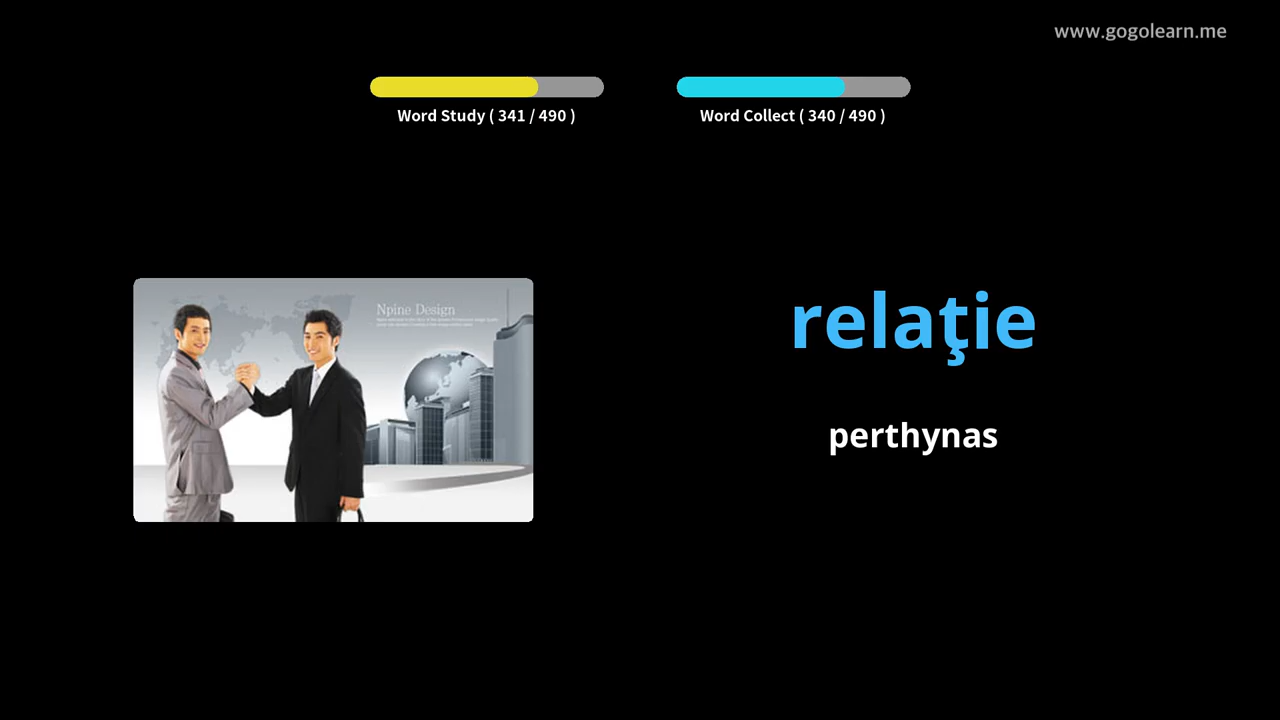 www.gogolearn.me
Word Study ( 341 / 490 )
Word Collect ( 340 / 490 )
Npine Design
relaţie
perthynas